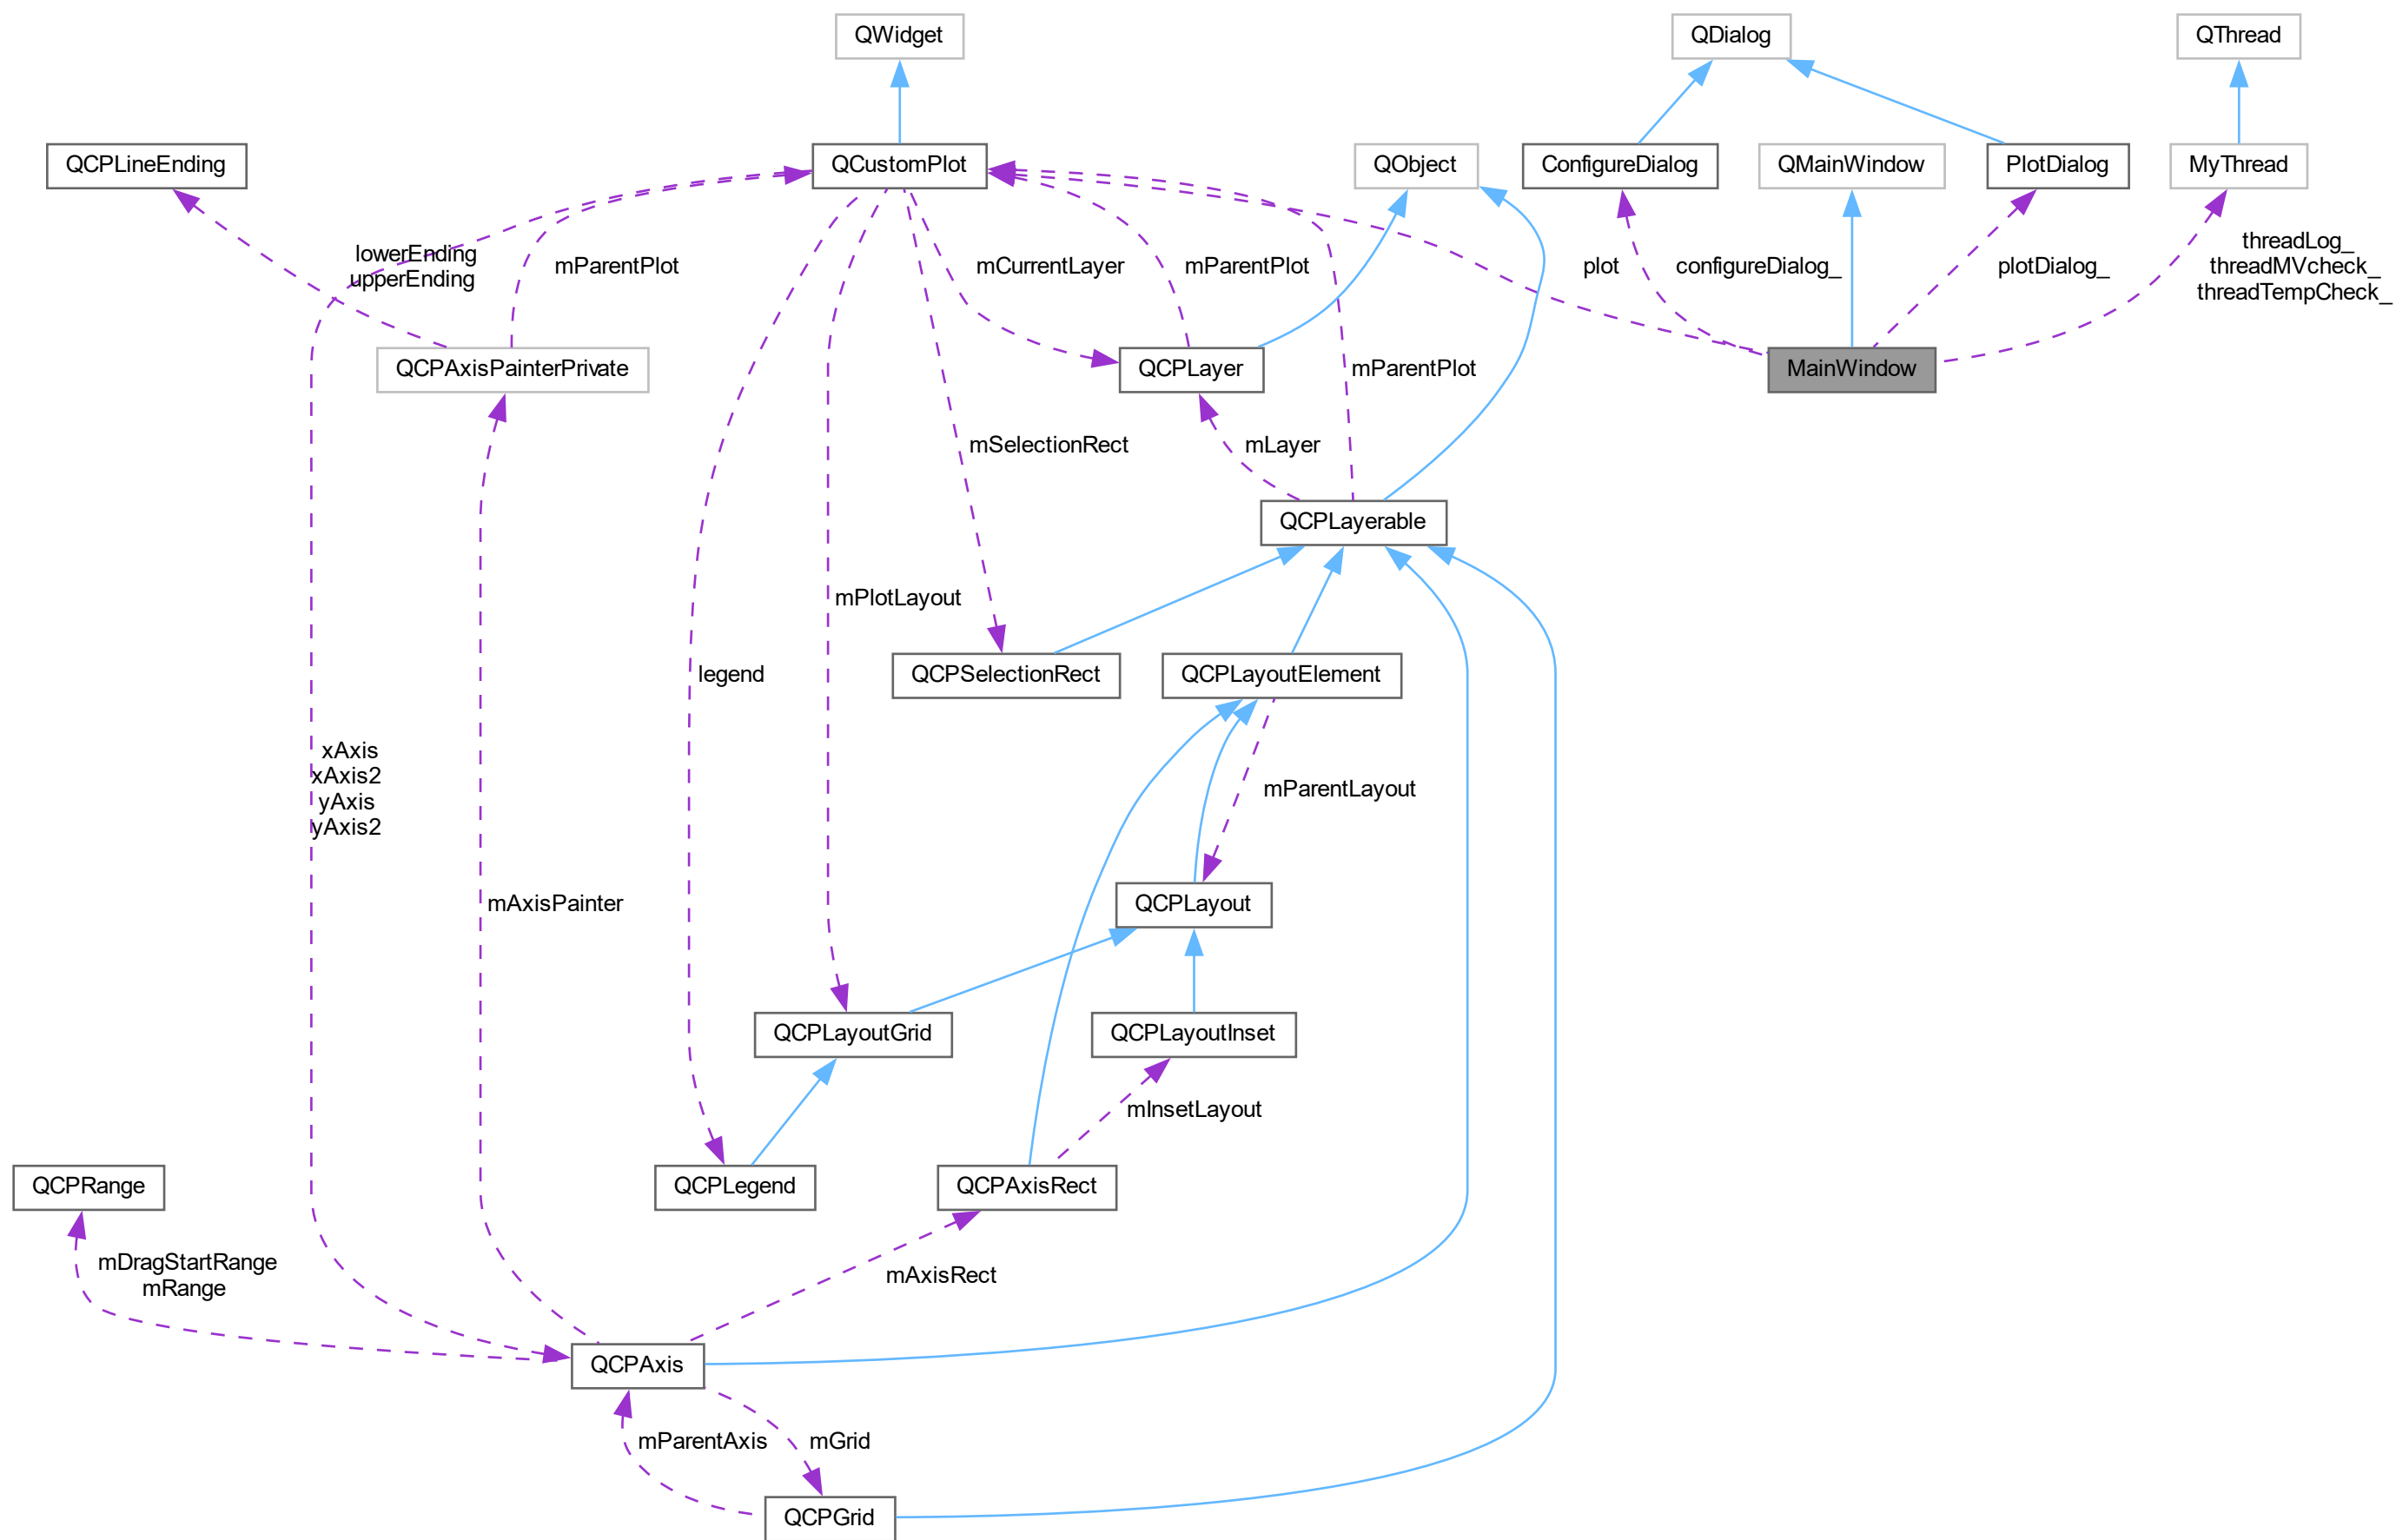 QWidget
QDialog
QThread
QCPLineEnding
QCustomPlot
QObject
ConfigureDialog
QMainWindow
PlotDialog
MyThread
lowerEnding
upperEnding
mParentPlot
mCurrentLayer
mParentPlot
plot
configureDialog_
plotDialog_
threadLog_
threadMVcheck_
threadTempCheck_
QCPAxisPainterPrivate
QCPLayer
mParentPlot
MainWindow
mSelectionRect
mLayer
QCPLayerable
mPlotLayout
legend
QCPSelectionRect
QCPLayoutElement
xAxis
xAxis2
yAxis
yAxis2
mParentLayout
mAxisPainter
QCPLayout
QCPLayoutGrid
QCPLayoutInset
mInsetLayout
QCPRange
QCPLegend
QCPAxisRect
mDragStartRange
mRange
mAxisRect
QCPAxis
mParentAxis
mGrid
QCPGrid